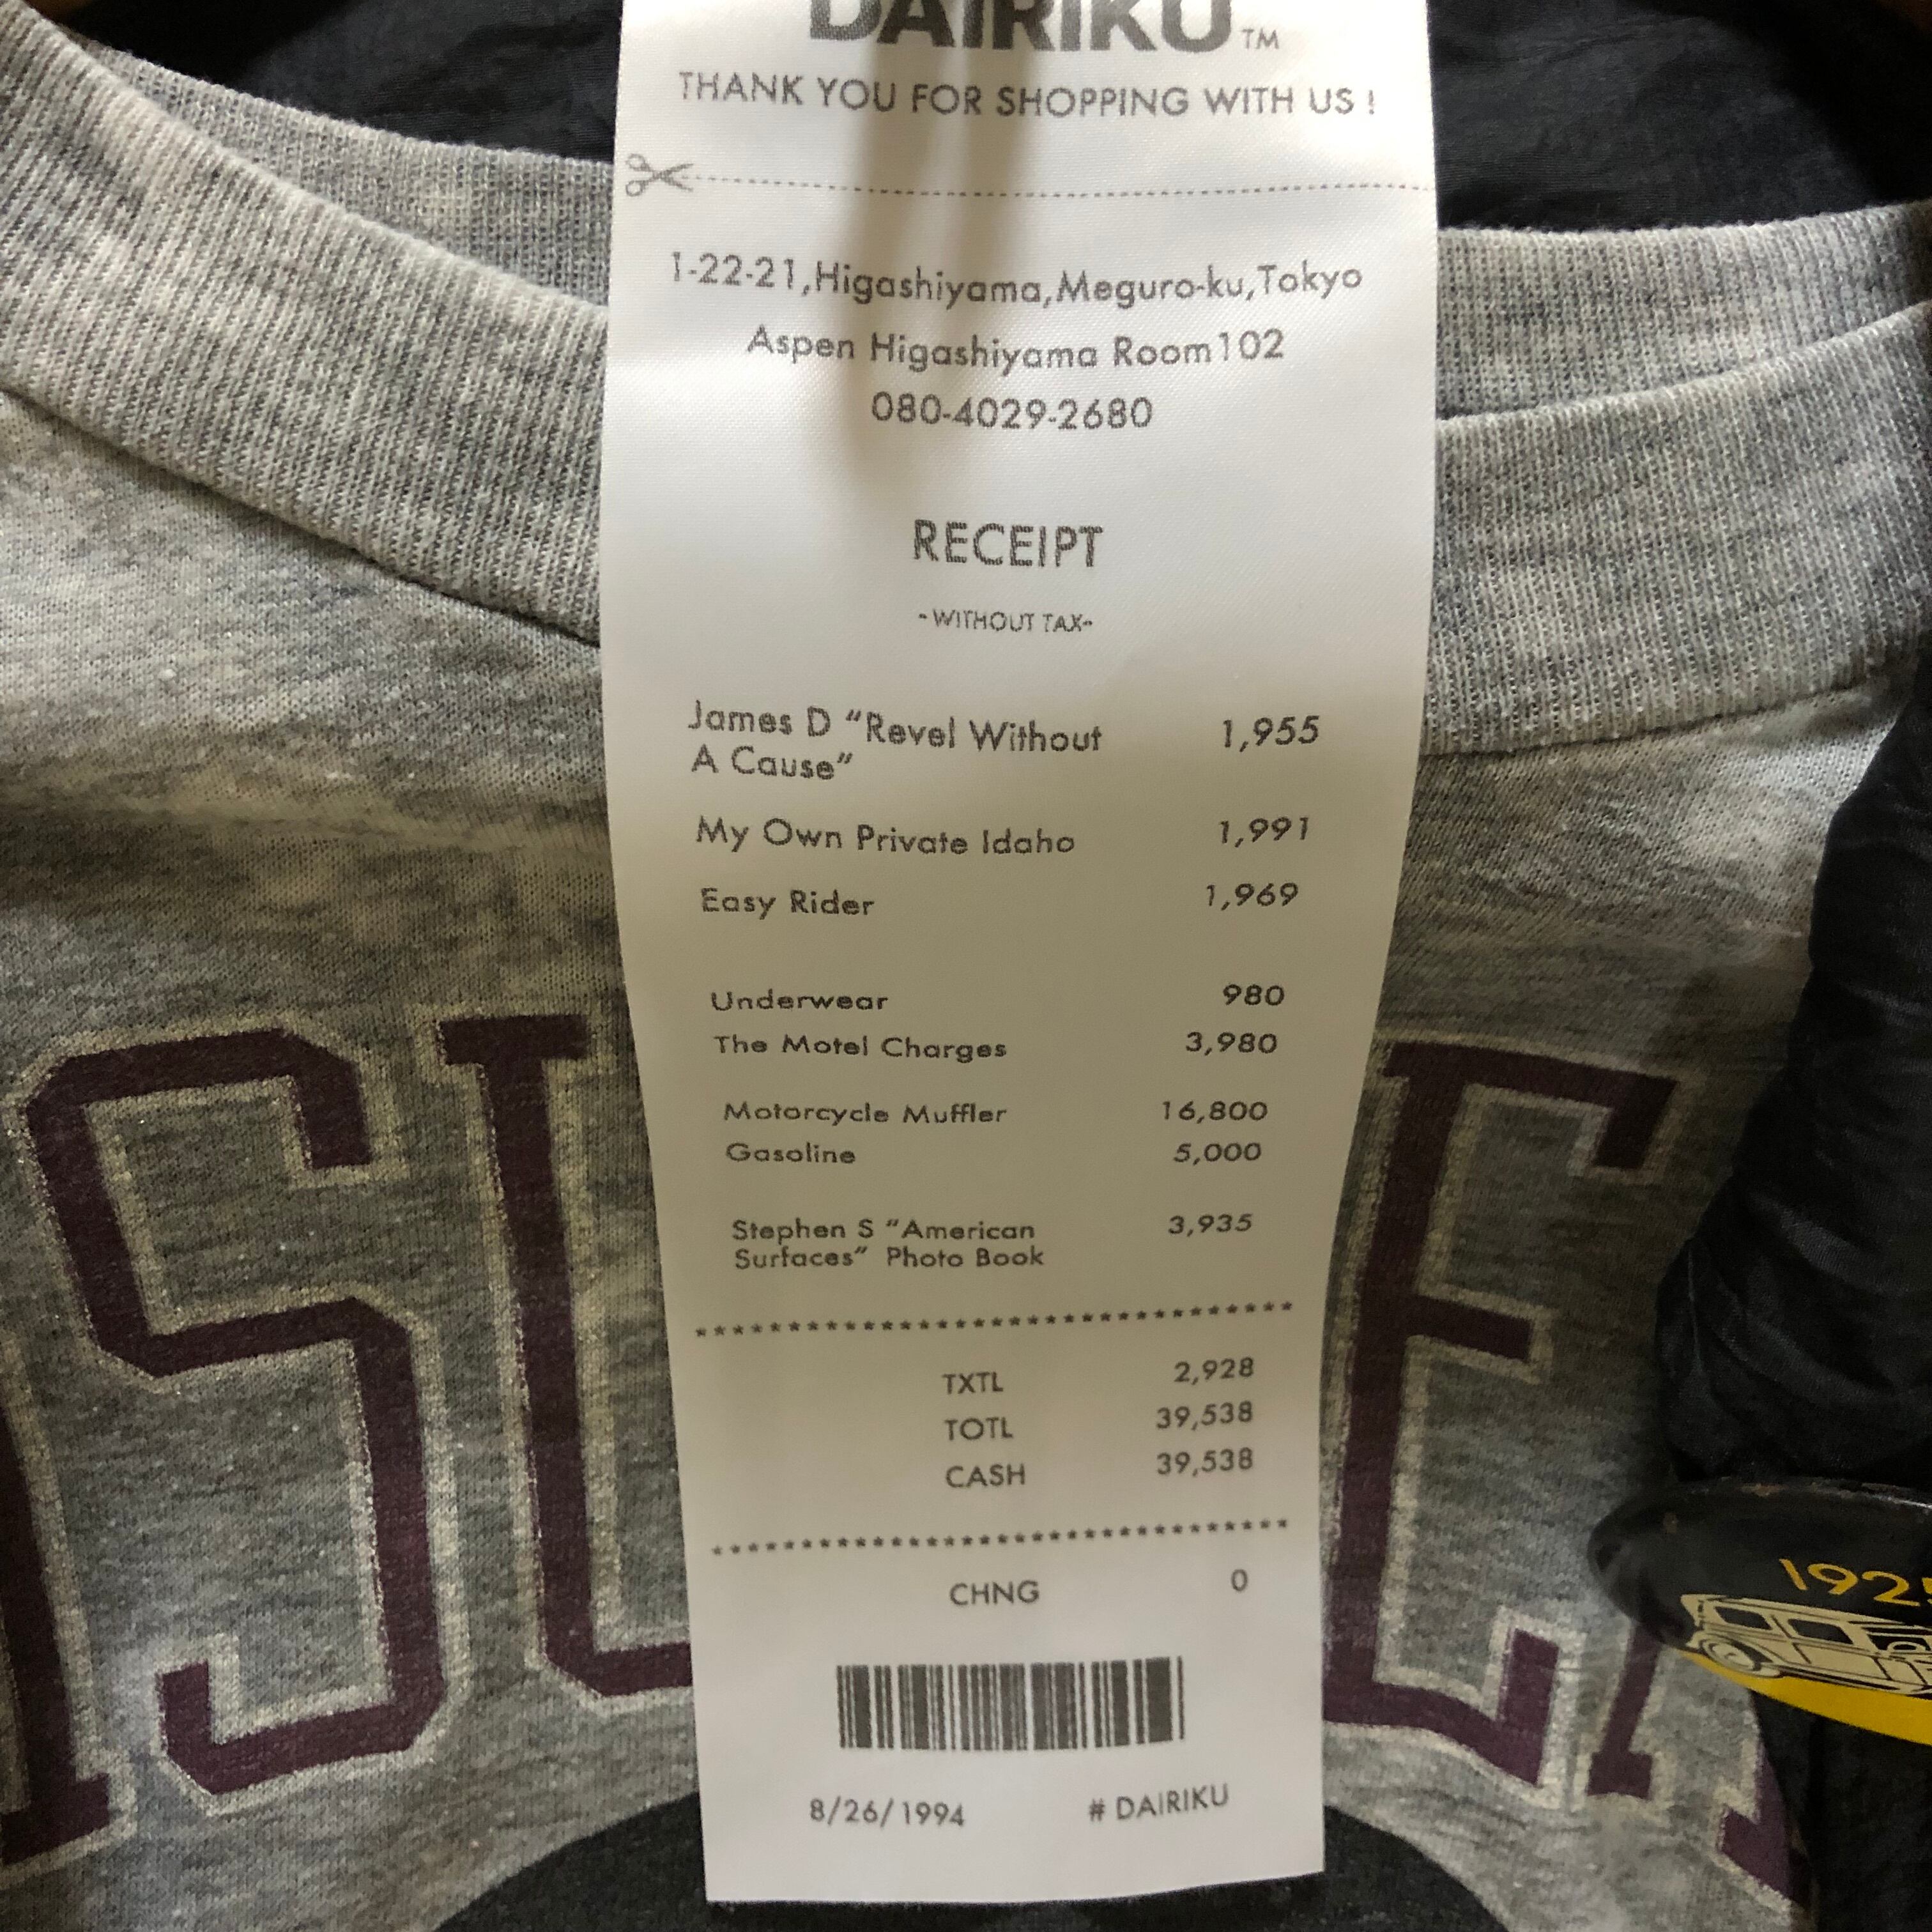 DAIRIKU™
THANK YOU FOR SHOPPING WITH US !
1-22-21,Higashiyama,Meguro-ku,Tokyo
Aspen Higashiyama Room102
080-4029-2680
RECEIPT
-WITHOUT TAX-
James D “Revel Without 1,955
A Cause”
My Own Private Idaho 1,991
Easy Rider 1,969
Underwear 980
The Motel Charges 3,980
Motorcycle Muffler 16,800
Gasoline 5,000
Stephen S “American 3,935
Surfaces” Photo Book
***********************************
TXTL 2,928
TOTL 39,538
CASH 39,538
***********************************
CHNG 0
8/26/1994 # DAIRIKU